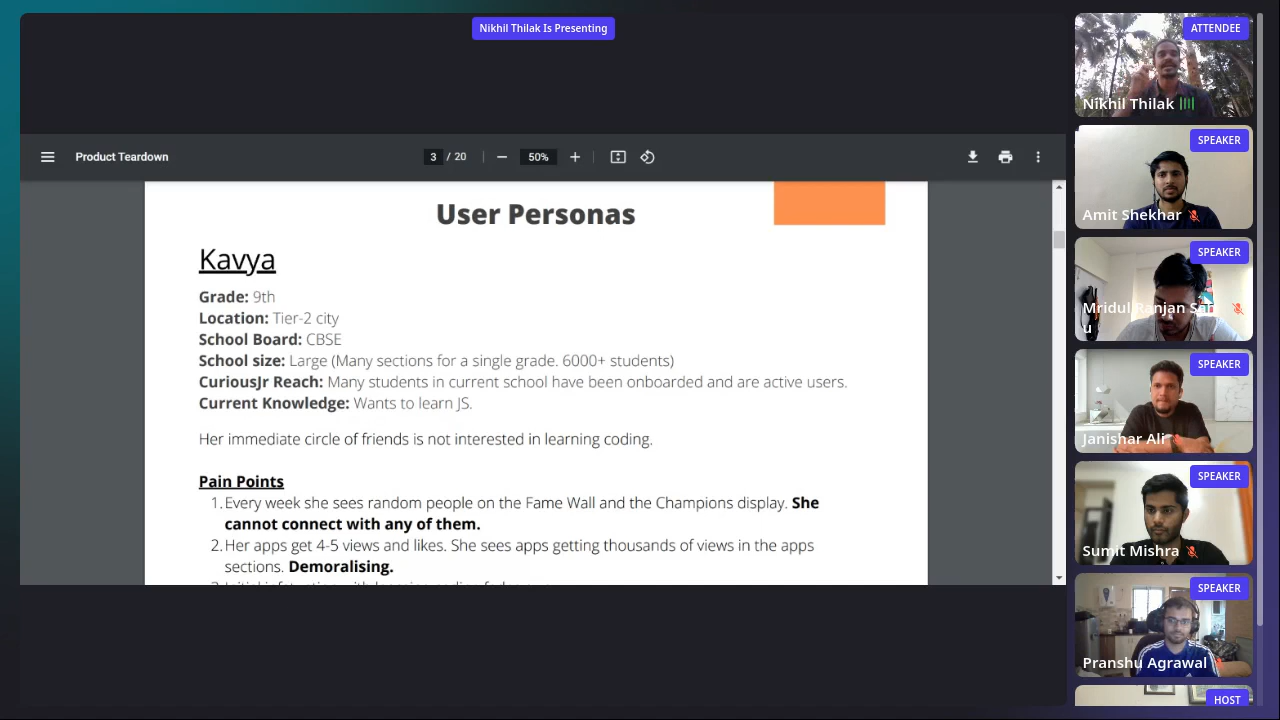 Nikhil Thilak Is Presenting
Product Teardown
3 / 20
50%
User Personas
Kavya
Grade: 9th
Location: Tier-2 city
School Board: CBSE
School size: Large (Many sections for a single grade. 6000+ students)
CuriousJr Reach: Many students in current school have been onboarded and are active users.
Current Knowledge: Wants to learn JS.
Her immediate circle of friends is not interested in learning coding.
Pain Points
1. Every week she sees random people on the Fame Wall and the Champions display. She
cannot connect with any of them.
2. Her apps get 4-5 views and likes. She sees apps getting thousands of views in the apps
sections. Demoralising.
ATTENDEE
Nikhil Thilak
SPEAKER
Amit Shekhar
SPEAKER
Mridul Ranjan Sah
u
SPEAKER
Janishar Ali
SPEAKER
Sumit Mishra
SPEAKER
Pranshu Agrawal
HOST